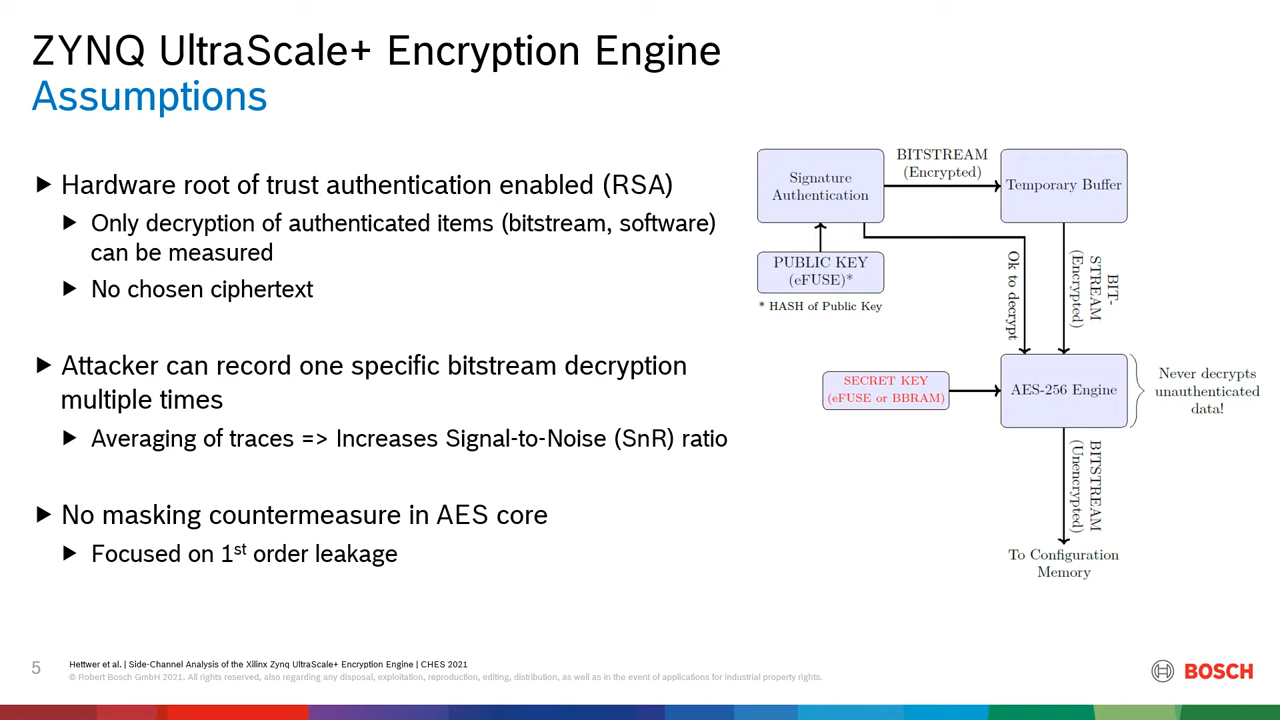 ZYNQ UltraScale+ Encryption Engine
Assumptions
▶ Hardware root of trust authentication enabled (RSA)
▶ Only decryption of authenticated items (bitstream, software)
can be measured
▶ No chosen ciphertext
▶ Attacker can record one specific bitstream decryption
multiple times
▶ Averaging of traces => Increases Signal-to-Noise (SnR) ratio
▶ No masking countermeasure in AES core
▶ Focused on 1st order leakage
Signature
Authentication
BITSTREAM
(Encrypted)
Temporary Buffer
PUBLIC KEY
(eFUSE)*
* HASH of Public Key
Ok to decrypt
BIT-
STREAM
(Encrypted)
SECRET KEY
(eFUSE or BBRAM)
AES-256 Engine
Never decrypts
unauthenticated
data!
BITSTREAM
(Unencrypted)
To Configuration
Memory
5
Hettwer et al. | Side-Channel Analysis of the Xilinx Zynq UltraScale+ Encryption Engine | CHES 2021
© Robert Bosch GmbH 2021. All rights reserved, also regarding any disposal, exploitation, reproduction, editing, distribution, as well as in the event of applications for industrial property rights.
BOSCH